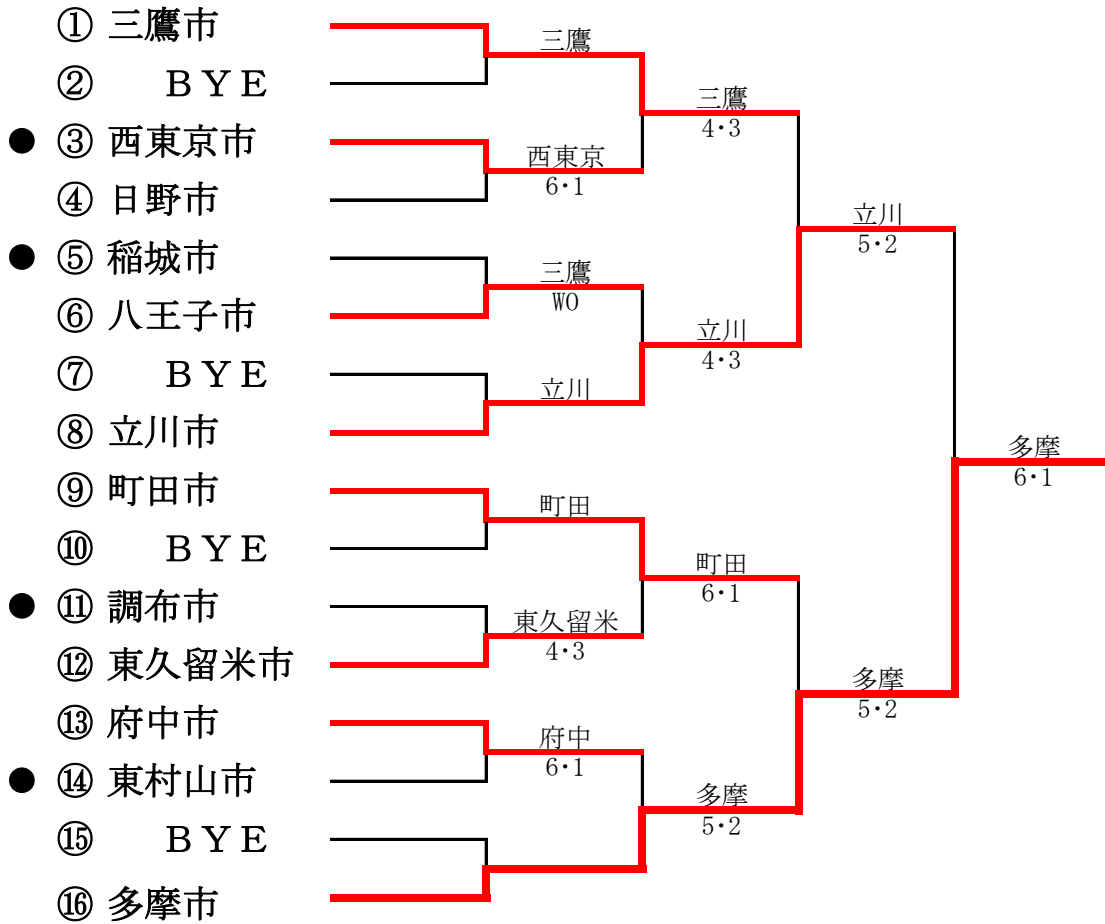 ① 三鷹市
② BYE
● ③ 西東京市
④ 日野市
● ⑤ 稲城市
⑥ 八王子市
⑦ BYE
⑧ 立川市
⑨ 町田市
⑩ BYE
● ⑪ 調布市
⑫ 東久留米市
⑬ 府中市
● ⑭ 東村山市
⑮ BYE
⑯ 多摩市
三鷹
西東京
6・1
三鷹
WO
立川
町田
東久留米
4・3
府中
6・1
三鷹
4・3
立川
4・3
町田
6・1
多摩
5・2
立川
5・2
多摩
5・2
多摩
6・1